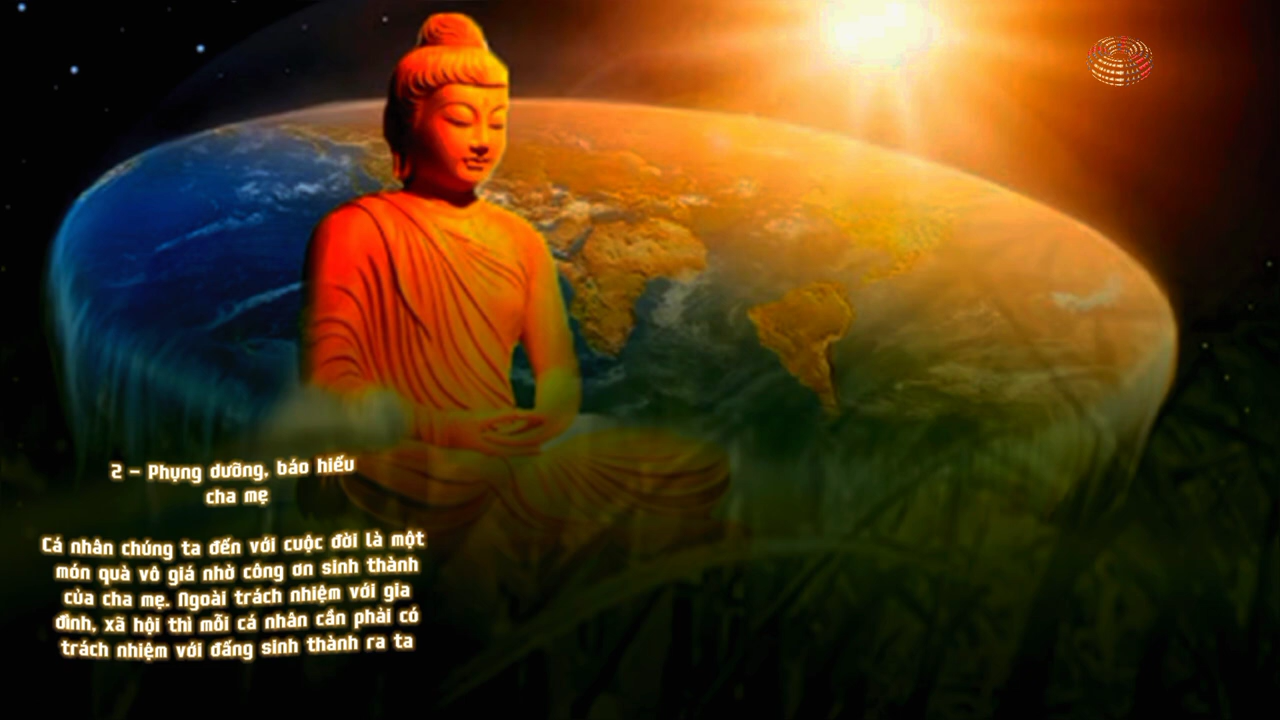 2 – Phụng dưỡng, báo hiếu
cha mẹ
Cá nhân chúng ta đến với cuộc đời là một
món quà vô giá nhờ công ơn sinh thành
của cha mẹ. Ngoài trách nhiệm với gia
đình, xã hội thì mỗi cá nhân cần phải có
trách nhiệm với đấng sinh thành ra ta